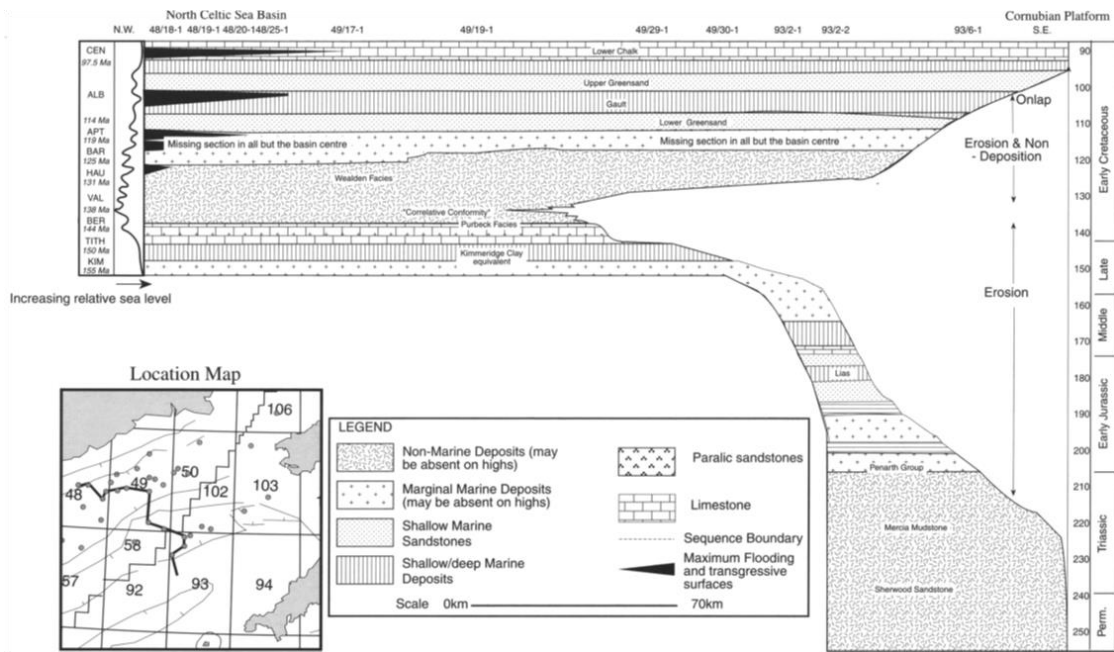 North Celtic Sea Basin
Cornubian Platform
N.W. 48/18-1 48/19-1 48/20-1 48/25-1 49/17-1 49/19-1 49/29-1 49/30-1 93/2-1 93/2-2 93/6-1 S.E.
CEN
97.5 Ma
ALB
114 Ma
APT
119 Ma
BAR
125 Ma
HAU
131 Ma
VAL
138 Ma
BER
144 Ma
TITH
150 Ma
KIM
155 Ma
Increasing relative sea level
Lower Chalk
Upper Greensand
Gault
Lower Greensand
Missing section in all but the basin centre
Missing section in all but the basin centre
Wealden Facies
"Correlative Conformity"
Purbeck Facies
Kimmeridge Clay
equivalent
Lias
Penarth Group
Mercia Mudstone
Sherwood Sandstone
Onlap
Erosion & Non
- Deposition
Erosion
90
100
110
120
130
140
150
160
170
180
190
200
210
220
230
240
250
Early Cretaceous
Late
Middle
Early Jurassic
Triassic
Perm.
Location Map
106
50
48
49
102
103
58
57
92
93
94
LEGEND
Non-Marine Deposits (may
be absent on highs)
Marginal Marine Deposits
(may be absent on highs)
Shallow Marine
Sandstones
Shallow/deep Marine
Deposits
Paralic sandstones
Limestone
Sequence Boundary
Maximum Flooding
and transgressive
surfaces
Scale 0km 70km